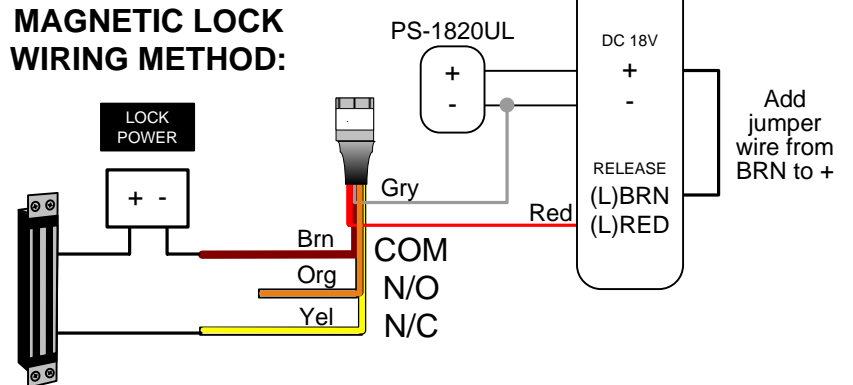 MAGNETIC LOCK
WIRING METHOD:
PS-1820UL
+
-
DC 18V
+
-
RELEASE
(L)BRN
(L)RED
Add
jumper
wire from
BRN to +
LOCK
POWER
+ -
Gry
Red
Brn
COM
Org
N/O
Yel
N/C